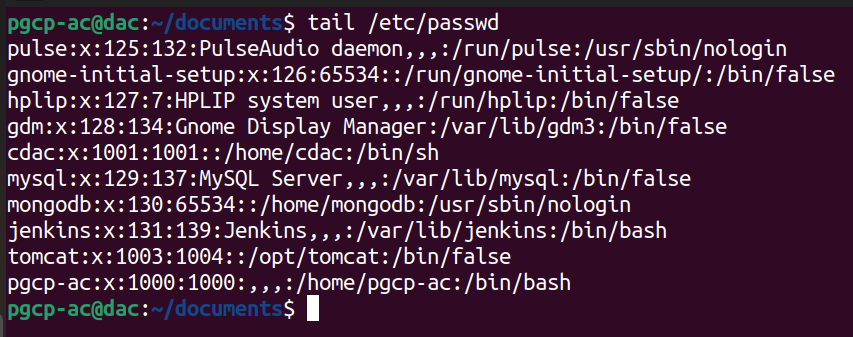 pgcp-ac@dac:~/documents$ tail /etc/passwd
pulse:x:125:132:PulseAudio daemon,,,:/run/pulse:/usr/sbin/nologin
gnome-initial-setup:x:126:65534::/run/gnome-initial-setup/:/bin/false
hplip:x:127:7:HPLIP system user,,,:/run/hplip:/bin/false
gdm:x:128:134:Gnome Display Manager:/var/lib/gdm3:/bin/false
cdac:x:1001:1001::/home/cdac:/bin/sh
mysql:x:129:137:MySQL Server,,,:/var/lib/mysql:/bin/false
mongodb:x:130:65534::/home/mongodb:/usr/sbin/nologin
jenkins:x:131:139:Jenkins,,,:/var/lib/jenkins:/bin/bash
tomcat:x:1003:1004::/opt/tomcat:/bin/false
pgcp-ac:x:1000:1000:,,,:/home/pgcp-ac:/bin/bash
pgcp-ac@dac:~/documents$